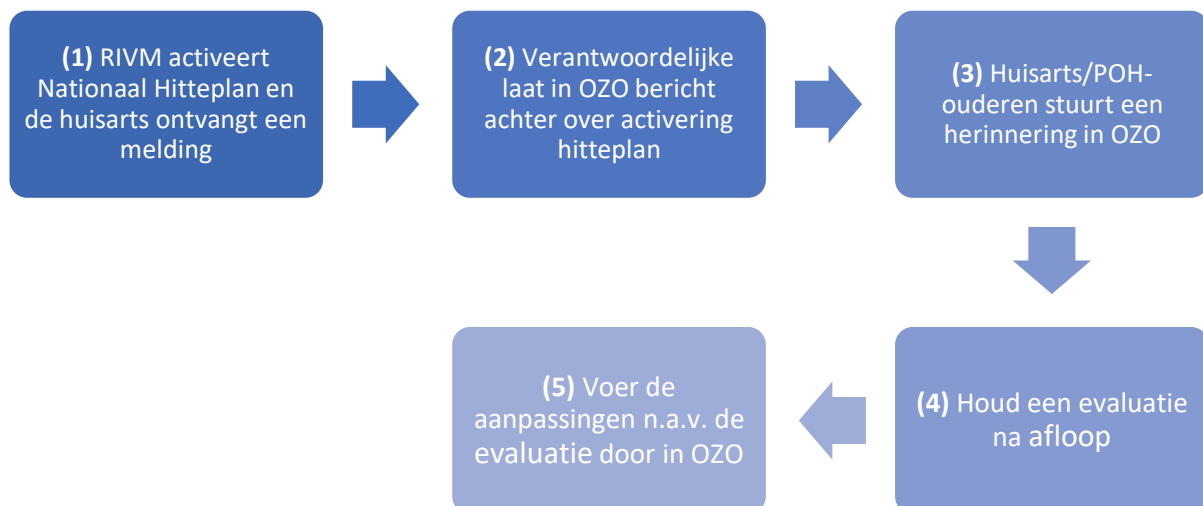 (1) RIVM activeert
Nationaal Hitteplan en
de huisarts ontvangt een
melding
(2) Verantwoordelijke
laat in OZO bericht
achter over activering
hitteplan
(3) Huisarts/POH-
ouderen stuurt een
herinnering in OZO
(4) Houd een evaluatie
na afloop
(5) Voer de
aanpassingen n.a.v. de
evaluatie door in OZO